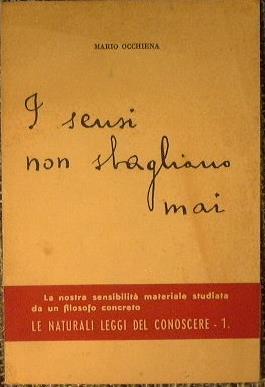 MARIO OCCHIENA
I sensi
non sbagliano
mai
La nostra sensibilità materiale studiata
da un filosofo concreto
LE NATURALI LEGGI DEL CONOSCERE - 1.